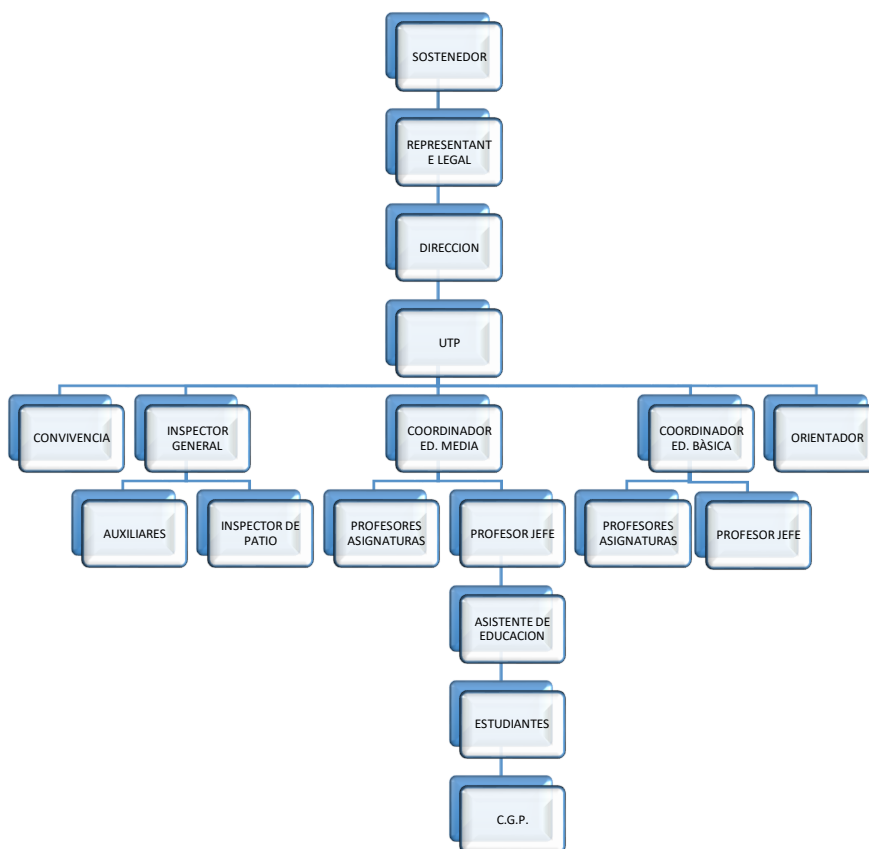 SOSTENEDOR
REPRESENTANT
E LEGAL
DIRECCION
UTP
CONVIVENCIA
INSPECTOR
GENERAL
COORDINADOR
ED. MEDIA
COORDINADOR
ED. BÀSICA
ORIENTADOR
AUXILIARES
INSPECTOR DE
PATIO
PROFESORES
ASIGNATURAS
PROFESOR JEFE
PROFESORES
ASIGNATURAS
PROFESOR JEFE
ASISTENTE DE
EDUCACION
ESTUDIANTES
C.G.P.